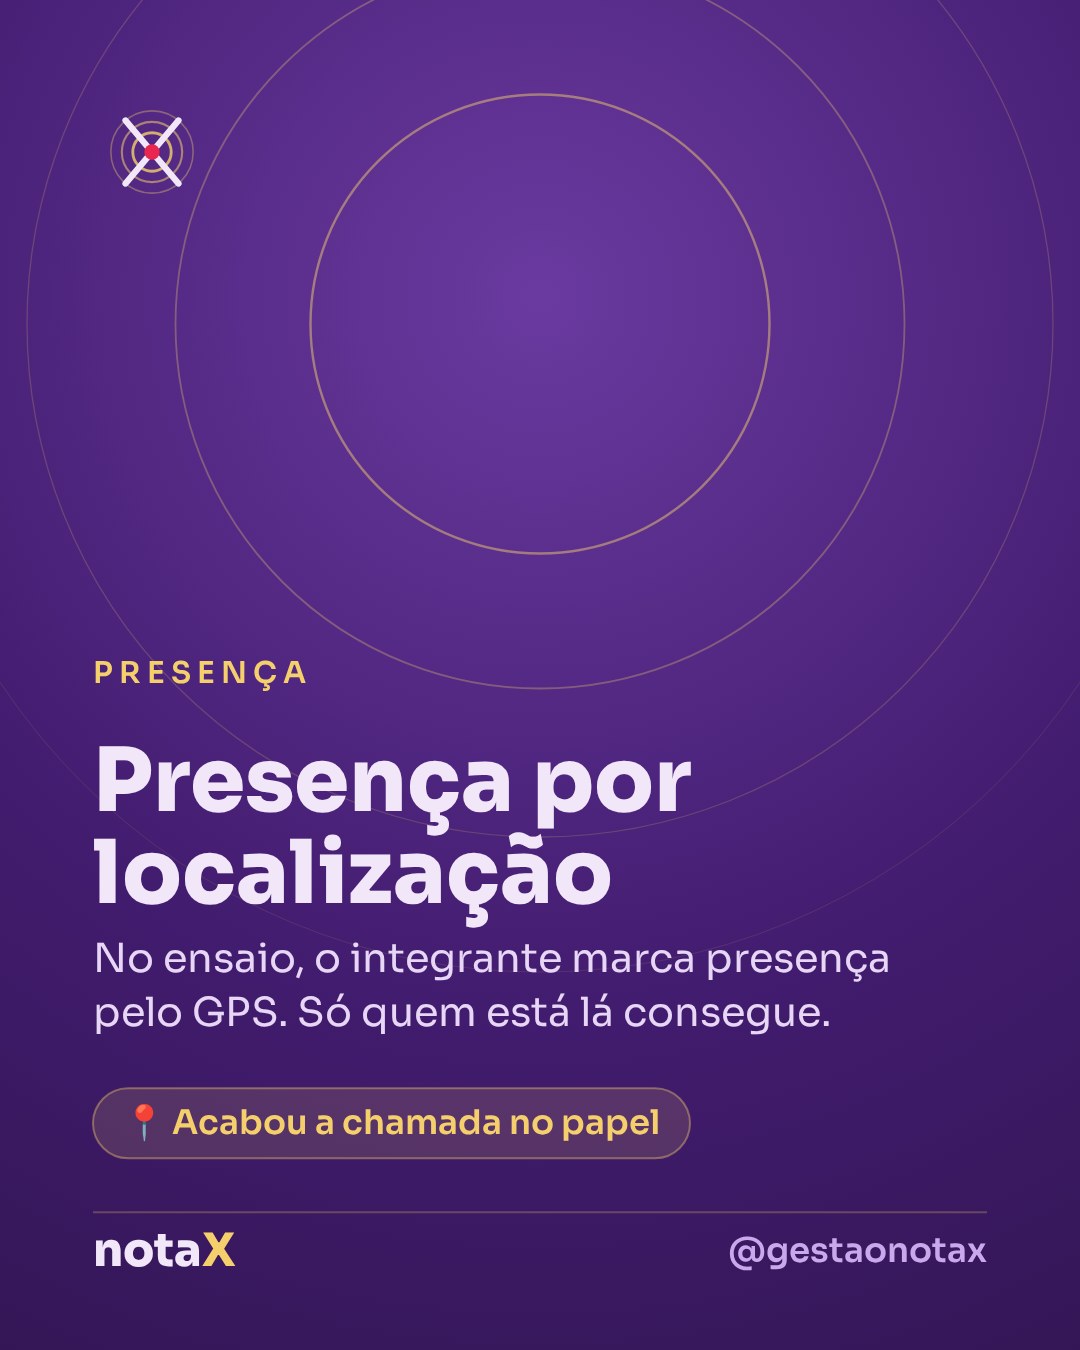 PRESENÇA
Presença por
localização
No ensaio, o integrante marca presença
pelo GPS. Só quem está lá consegue.
📍 Acabou a chamada no papel
notaX
@gestaonotax